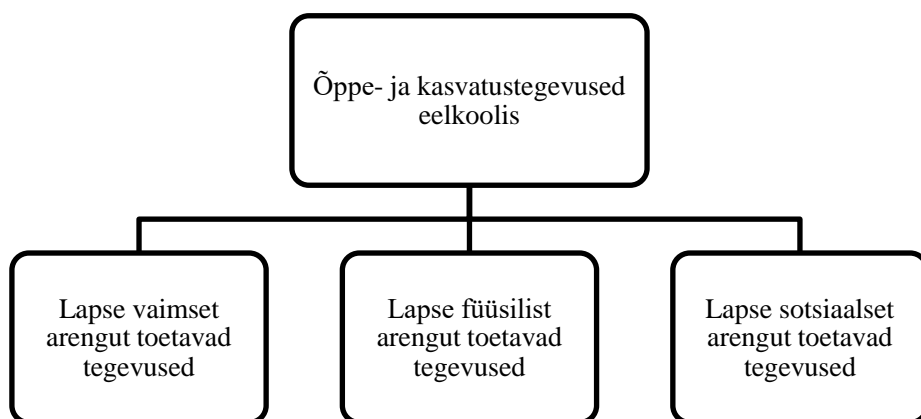 Õppe- ja kasvatustegevused
eelkoolis
Lapse vaimset
arengut toetavad
tegevused
Lapse füüsilist
arengut toetavad
tegevused
Lapse sotsiaalset
arengut toetavad
tegevused